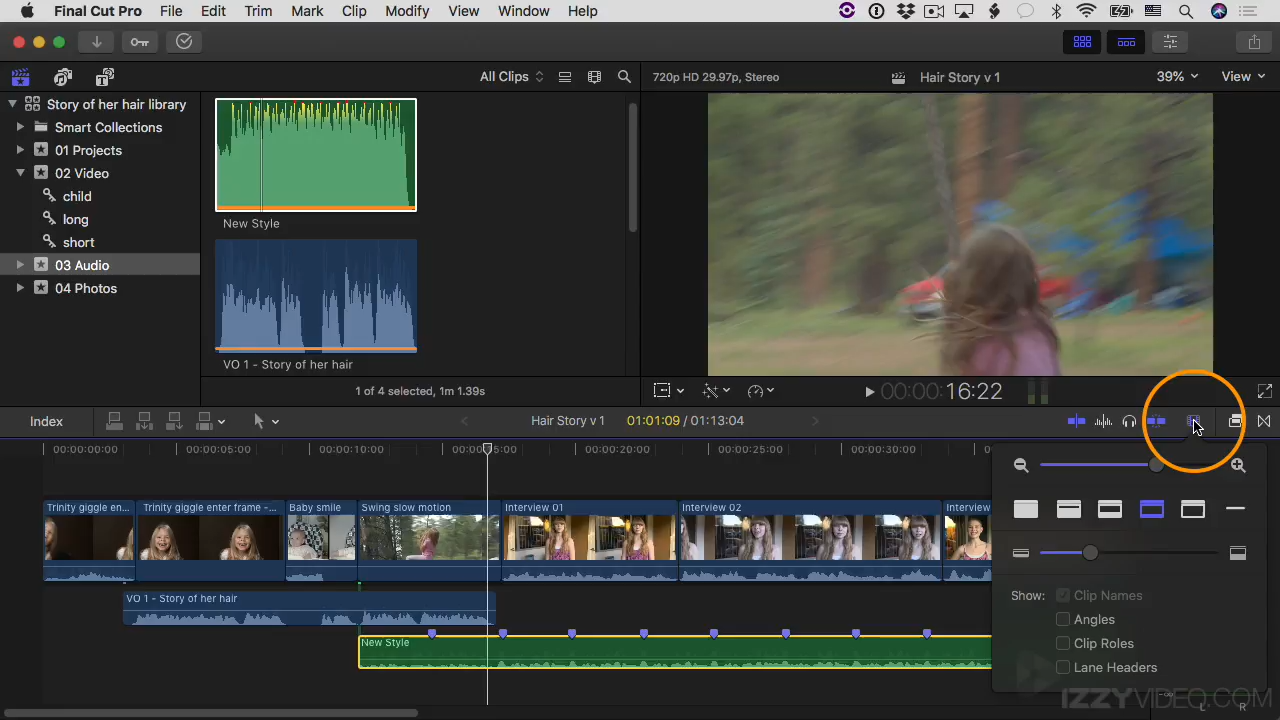 Final Cut Pro File Edit Trim Mark Clip Modify View Window Help
All Clips
720p HD 29.97p, Stereo Hair Story v 1 39% View
Story of her hair library
Smart Collections
01 Projects
02 Video
child
long
short
03 Audio
04 Photos
New Style
VO 1 - Story of her hair
1 of 4 selected, 1m 1.39s
00:00:16:22
Index Hair Story v 1 01:01:09 / 01:13:04
00:00:00:00 00:00:05:00 00:00:10:00 00:00:15:00 00:00:20:00 00:00:25:00 00:00:30:00
Trinity giggle en... Trinity giggle enter frame -... Baby smile Swing slow motion Interview 01 Interview 02 Interview
VO 1 - Story of her hair
New Style
Show: Clip Names
Angles
Clip Roles
Lane Headers
IZZYVIDEO.COM
-∞
L R